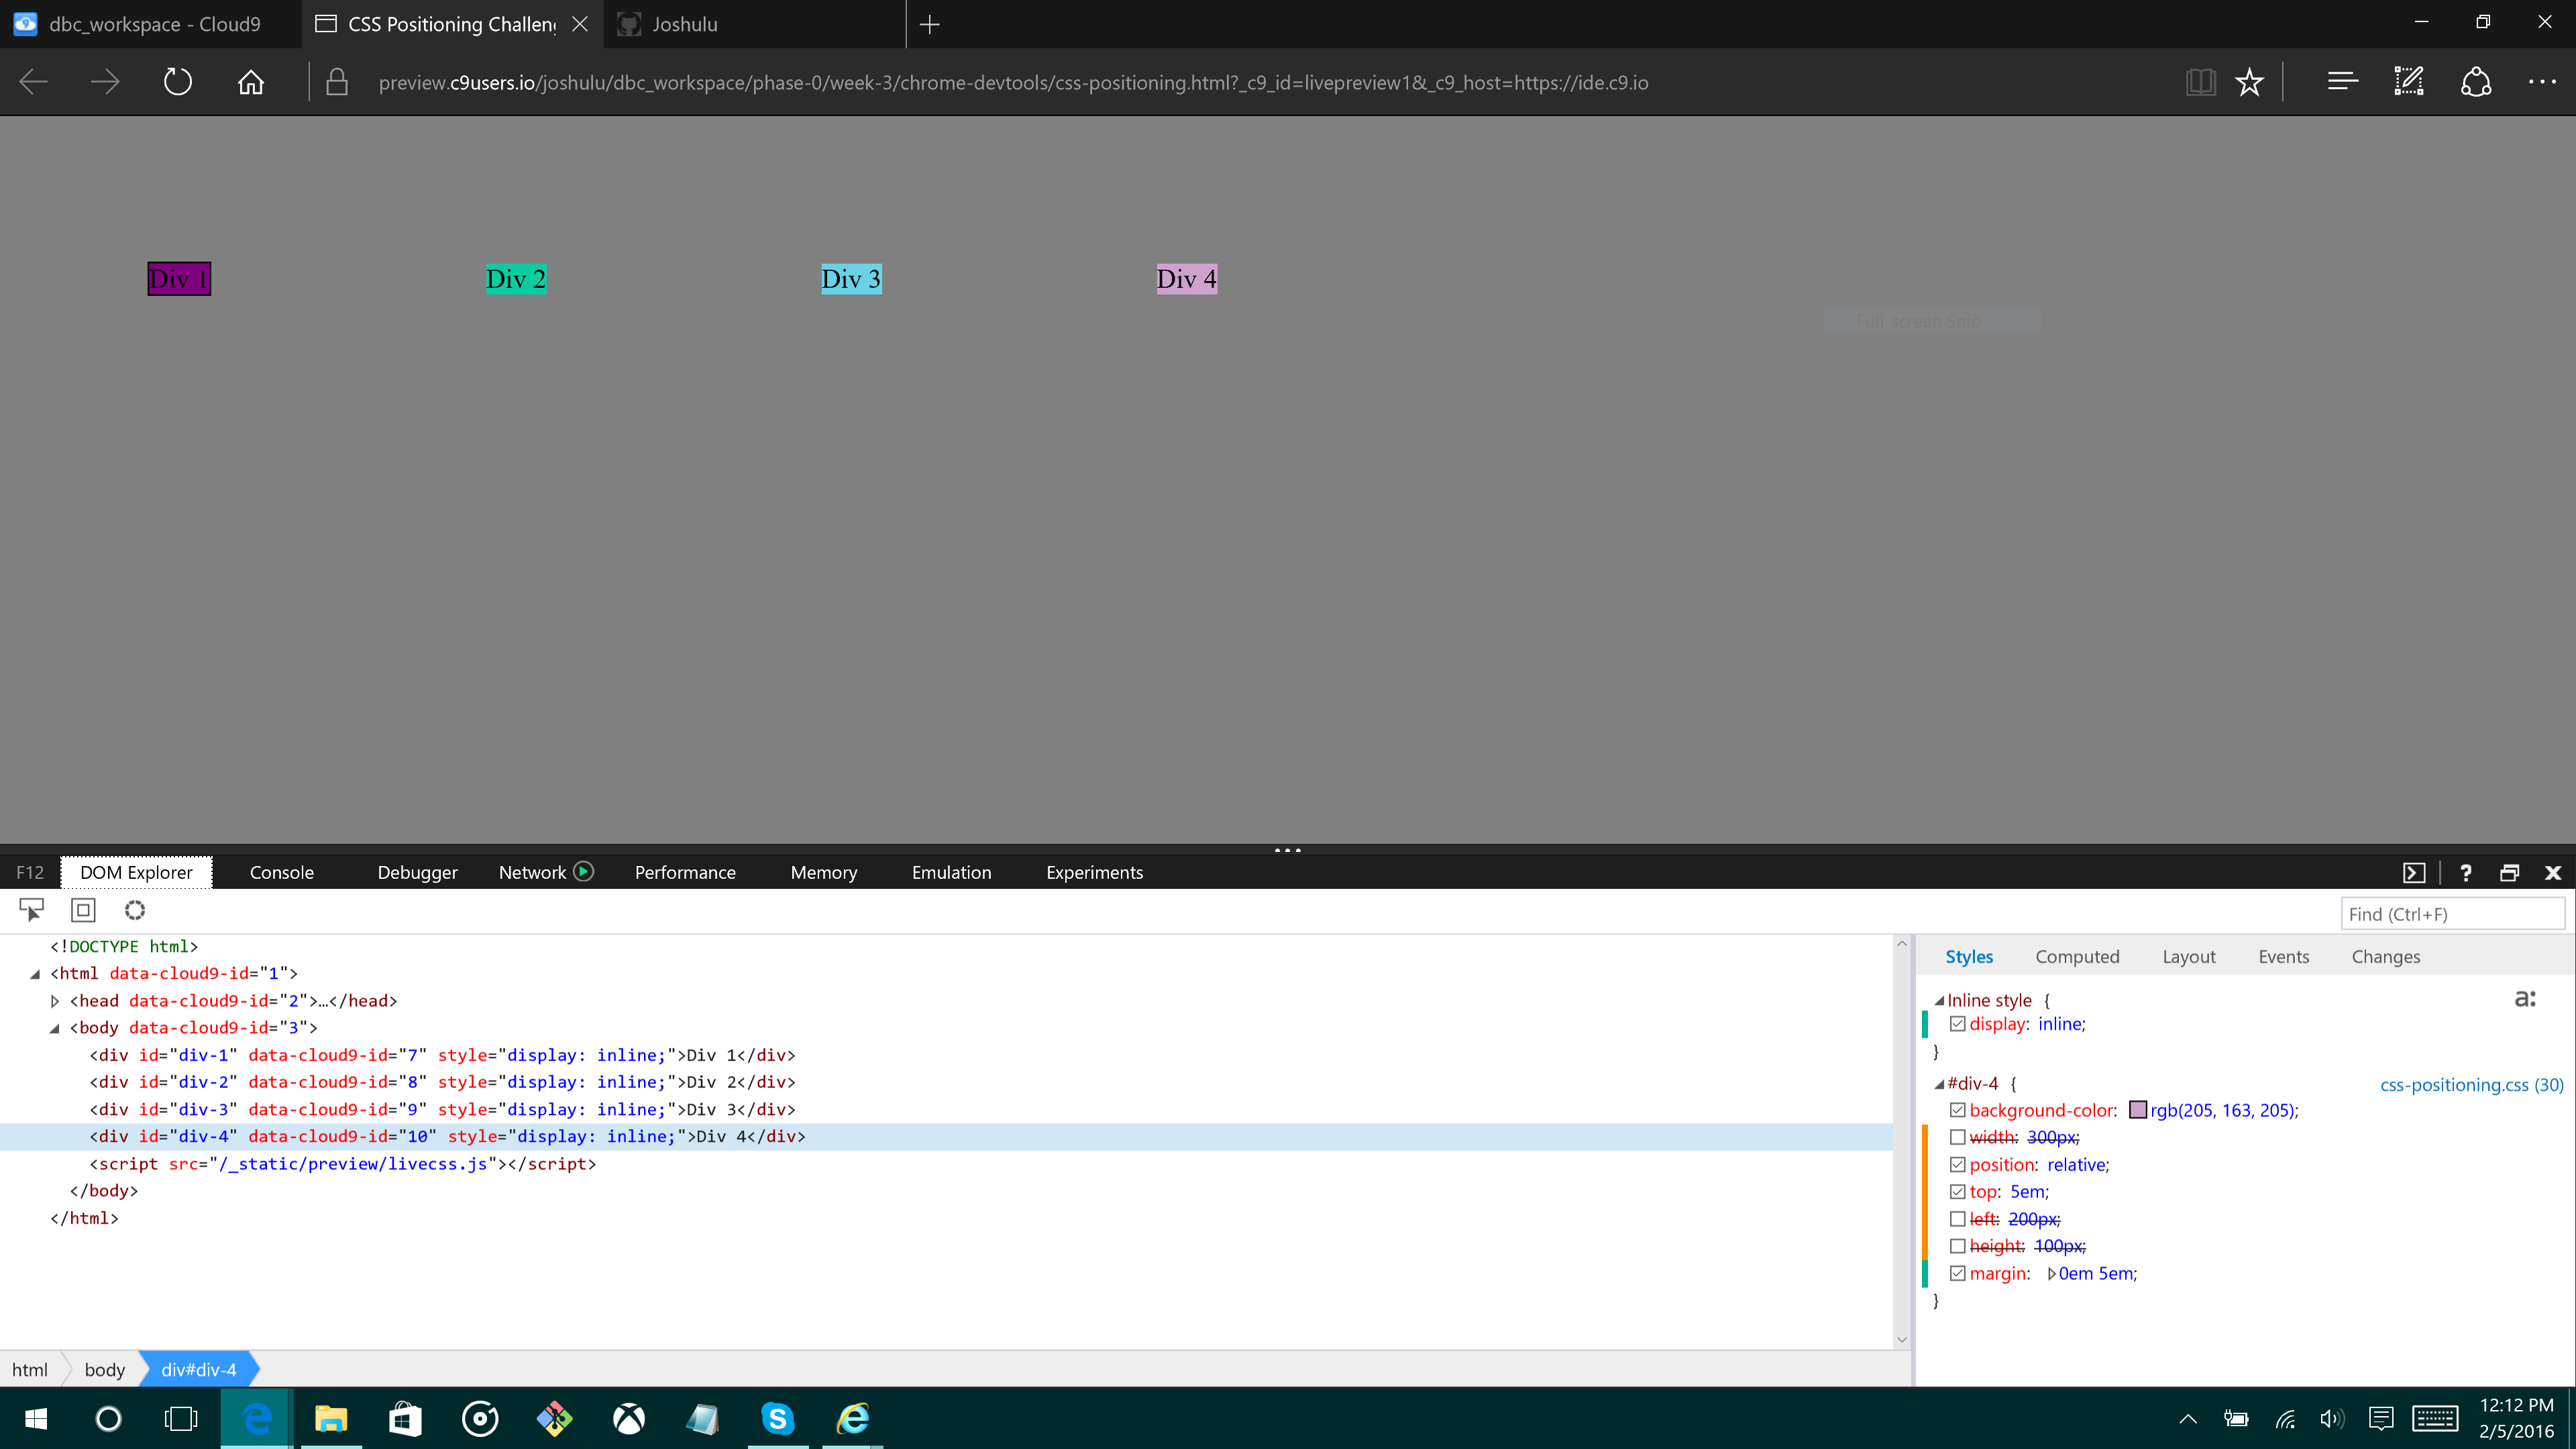 dbc_workspace - Cloud9
CSS Positioning Challen
Joshulu
preview.c9users.io/joshulu/dbc_workspace/phase-0/week-3/chrome-devtools/css-positioning.html?_c9_id=livepreview1&_c9_host=https://ide.c9.io
Div 1 Div 2 Div 3 Div 4
Full-screen Snip
F12 DOM Explorer Console Debugger Network Performance Memory Emulation Experiments ?
Find (Ctrl+F)
<!DOCTYPE html>
<html data-cloud9-id="1">
<head data-cloud9-id="2">…</head>
<body data-cloud9-id="3">
<div id="div-1" data-cloud9-id="7" style="display: inline;">Div 1</div>
<div id="div-2" data-cloud9-id="8" style="display: inline;">Div 2</div>
<div id="div-3" data-cloud9-id="9" style="display: inline;">Div 3</div>
<div id="div-4" data-cloud9-id="10" style="display: inline;">Div 4</div>
<script src="/_static/preview/livecss.js"></script>
</body>
</html>
html body div#div-4
Styles Computed Layout Events Changes
Inline style {
a:
display: inline;
}
#div-4 {
css-positioning.css (30)
background-color: rgb(205, 163, 205);
width: 300px;
position: relative;
top: 5em;
left: 200px;
height: 100px;
margin: 0em 5em;
}
12:12 PM
2/5/2016